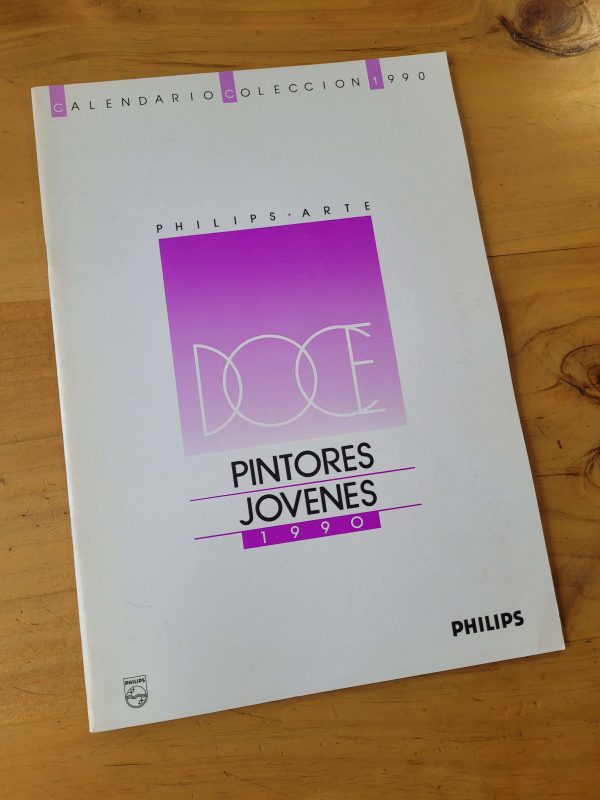 CALENDARIO COLECCION 1990
PHILIPS · ARTE
DOCE
PINTORES
JOVENES
1990
PHILIPS
PHILIPS